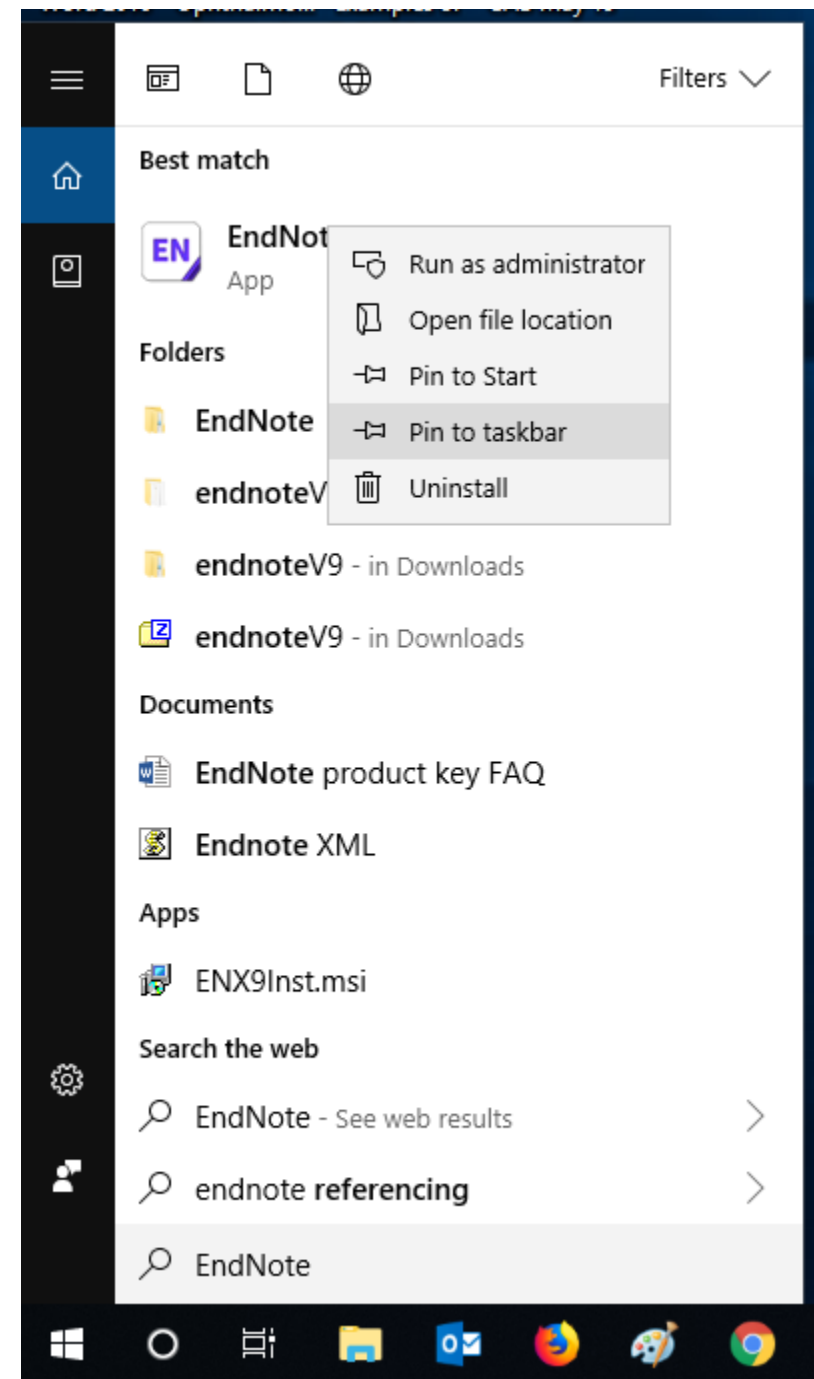 Filters
Best match
EN
EndNot
App
Run as administrator
Open file location
Pin to Start
Pin to taskbar
Uninstall
Folders
EndNote
endnoteV
endnoteV9 - in Downloads
endnoteV9 - in Downloads
Documents
EndNote product key FAQ
Endnote XML
Apps
ENX9Inst.msi
Search the web
EndNote - See web results
endnote referencing
EndNote